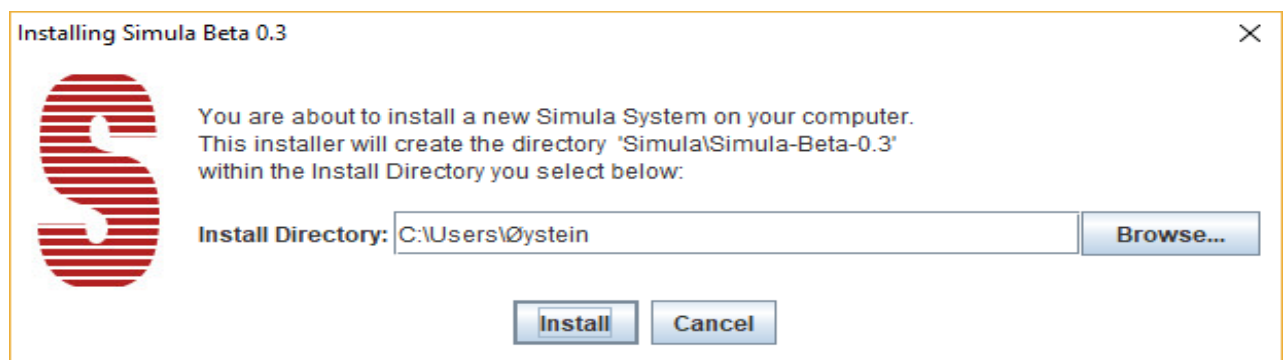 Installing Simula Beta 0.3
S
You are about to install a new Simula System on your computer.
This installer will create the directory "Simula\Simula-Beta-0.3"
within the Install Directory you select below:
Install Directory: C:\Users\Øystein Browse...
Install Cancel